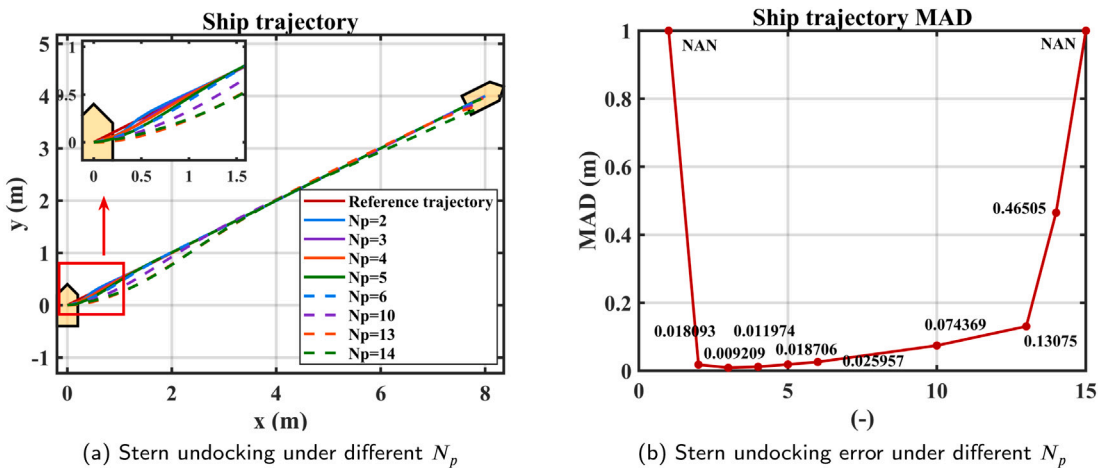 Ship trajectory
5
4
3
2
1
0
-1
y (m)
1
0.5
0
0
0.5
1
1.5
Reference trajectory
Np=2
Np=3
Np=4
Np=5
Np=6
Np=10
Np=13
Np=14
0
2
4
6
8
x (m)
(a) Stern undocking under different Np
Ship trajectory MAD
1
0.8
0.6
0.4
0.2
0
MAD (m)
NAN
NAN
0.46505
0.018093
0.011974
0.074369
0.009209
0.018706
0.025957
0.13075
0
5
10
15
(-)
(b) Stern undocking error under different Np